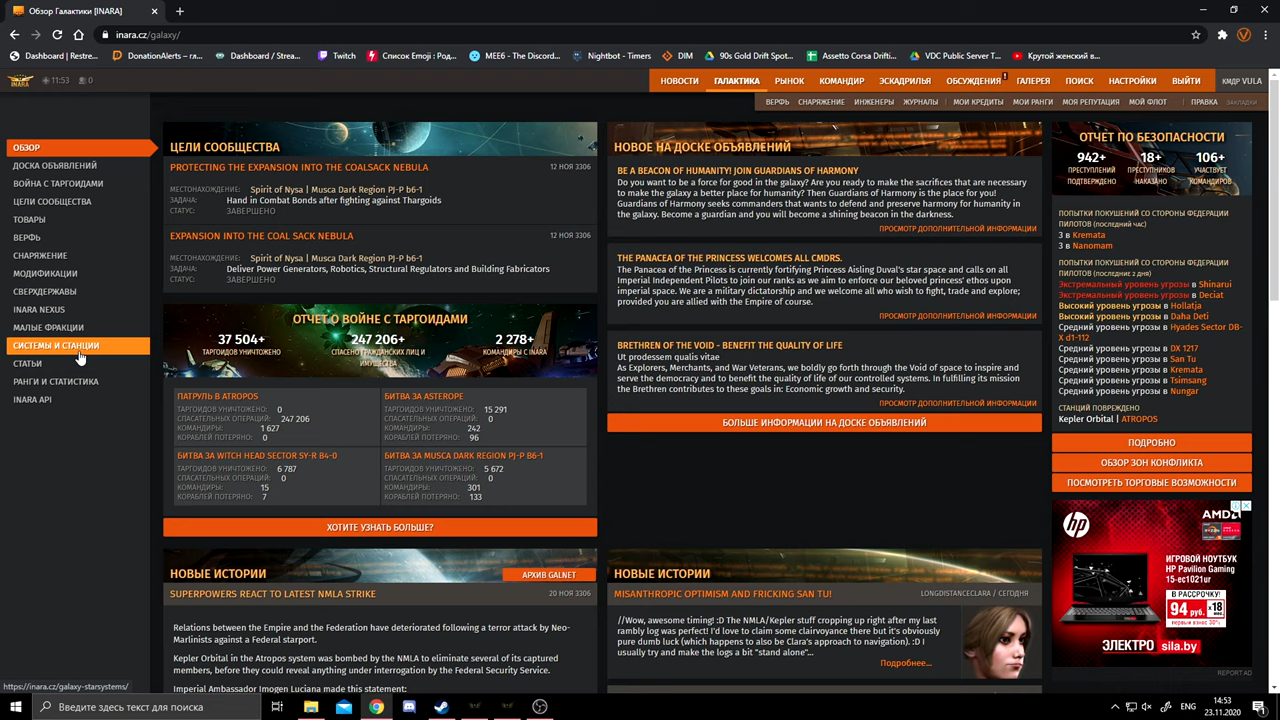 Обзор Галактики [INARA]
inara.cz/galaxy/
Dashboard | Restre...
DonationAlerts — г...
Dashboard / Strea...
Twitch
Список Emoji : Род...
MEE6 - The Discord...
Nightbot - Timers
DIM
90s Gold Drift Spot...
Assetto Corsa Drifti...
VDC Public Server T...
Крутой женский в...
11:53
0
НОВОСТИ
ГАЛАКТИКА
РЫНОК
КОМАНДИР
ЭСКАДРИЛЬЯ
ОБСУЖДЕНИЯ
ГАЛЕРЕЯ
ПОИСК
НАСТРОЙКИ
ВЫЙТИ
КМДР VULA
ВЕРФЬ
СНАРЯЖЕНИЕ
ИНЖЕНЕРЫ
ЖУРНАЛЫ
МОИ КРЕДИТЫ
МОИ РАНГИ
МОЯ РЕПУТАЦИЯ
МОЙ ФЛОТ
ПРАВКА
ЗАКЛАДКИ
ОБЗОР
ДОСКА ОБЪЯВЛЕНИЙ
ВОЙНА С ТАРГОИДАМИ
ЦЕЛИ СООБЩЕСТВА
ТОВАРЫ
ВЕРФЬ
СНАРЯЖЕНИЕ
МОДИФИКАЦИИ
СВЕРХДЕРЖАВЫ
INARA NEXUS
МАЛЫЕ ФРАКЦИИ
СИСТЕМЫ И СТАНЦИИ
СТАТЬИ
РАНГИ И СТАТИСТИКА
INARA API
ЦЕЛИ СООБЩЕСТВА
PROTECTING THE EXPANSION INTO THE COALSACK NEBULA 12 НОЯ 3306
МЕСТОНАХОЖДЕНИЕ: Spirit of Nysa | Musca Dark Region PJ-P b6-1
ЗАДАЧА: Hand in Combat Bonds after fighting against Thargoids
СТАТУС: ЗАВЕРШЕНО
EXPANSION INTO THE COAL SACK NEBULA 12 НОЯ 3306
МЕСТОНАХОЖДЕНИЕ: Spirit of Nysa | Musca Dark Region PJ-P b6-1
ЗАДАЧА: Deliver Power Generators, Robotics, Structural Regulators and Building Fabricators
СТАТУС: ЗАВЕРШЕНО
ОТЧЕТ О ВОЙНЕ С ТАРГОИДАМИ
37 504+ 247 206+ 2 278+
ТАРГОИДОВ УНИЧТОЖЕНО СПАСЕНО ГРАЖДАНСКИХ ЛИЦ И ИМУЩЕСТВА КОМАНДИРЫ С INARA
ПАТРУЛЬ В ATROPOS
ТАРГОИДОВ УНИЧТОЖЕНО: 0
СПАСАТЕЛЬНЫХ ОПЕРАЦИЙ: 247 206
КОМАНДИРЫ: 1 627
КОРАБЛЕЙ ПОТЕРЯНО: 0
БИТВА ЗА ASTEROPE
ТАРГОИДОВ УНИЧТОЖЕНО: 15 291
СПАСАТЕЛЬНЫХ ОПЕРАЦИЙ: 0
КОМАНДИРЫ: 242
КОРАБЛЕЙ ПОТЕРЯНО: 96
БИТВА ЗА WITCH HEAD SECTOR SY-R B4-0
ТАРГОИДОВ УНИЧТОЖЕНО: 6 787
СПАСАТЕЛЬНЫХ ОПЕРАЦИЙ: 0
КОМАНДИРЫ: 15
КОРАБЛЕЙ ПОТЕРЯНО: 7
БИТВА ЗА MUSCA DARK REGION PJ-P B6-1
ТАРГОИДОВ УНИЧТОЖЕНО: 5 672
СПАСАТЕЛЬНЫХ ОПЕРАЦИЙ: 0
КОМАНДИРЫ: 301
КОРАБЛЕЙ ПОТЕРЯНО: 133
ХОТИТЕ УЗНАТЬ БОЛЬШЕ?
НОВЫЕ ИСТОРИИ
АРХИВ GALNET
SUPERPOWERS REACT TO LATEST NMLA STRIKE 20 НОЯ 3306
Relations between the Empire and the Federation have deteriorated following a terror attack by Neo-
Marlinists against a Federal starport.
Kepler Orbital in the Atropos system was bombed by the NMLA to eliminate several of its captured
members, before they could reveal anything under interrogation by the Federal Security Service.
Imperial Ambassador Imogen Luciana made this statement:
НОВОЕ НА ДОСКЕ ОБЪЯВЛЕНИЙ
BE A BEACON OF HUMANITY! JOIN GUARDIANS OF HARMONY
Do you want to be a force for good in the galaxy? Are you ready to make the sacrifices that are necessary
to make the galaxy a better place for humanity? Then Guardians of Harmony is the place for you!
Guardians of Harmony seeks commanders that wants to defend and preserve harmony for humanity in
the galaxy. Become a guardian and you will become a shining beacon in the darkness.
ПРОСМОТР ДОПОЛНИТЕЛЬНОЙ ИНФОРМАЦИИ
THE PANACEA OF THE PRINCESS WELCOMES ALL CMDRS.
The Panacea of the Princess is currently fortifying Princess Aisling Duval's star space and calls on all
Imperial Independent Pilots to join our ranks as we aim to enforce our beloved princess' ethos upon
imperial space. We are a military dictatorship and we welcome all who wish to fight, trade and explore;
provided you are allied with the Empire of course.
ПРОСМОТР ДОПОЛНИТЕЛЬНОЙ ИНФОРМАЦИИ
BRETHREN OF THE VOID - BENEFIT THE QUALITY OF LIFE
Ut prodessem qualis vitae
As Explorers, Merchants, and War Veterans, we boldly go forth through the Void of space to inspire and
serve the democracy and to benefit the quality of life of our controlled systems. In fulfilling its mission
the Brethren contributes to these goals in: Economic growth and security.
ПРОСМОТР ДОПОЛНИТЕЛЬНОЙ ИНФОРМАЦИИ
БОЛЬШЕ ИНФОРМАЦИИ НА ДОСКЕ ОБЪЯВЛЕНИЙ
НОВЫЕ ИСТОРИИ
MISANTHROPIC OPTIMISM AND FRICKING SAN TU! LONGDISTANCECLARA / СЕГОДНЯ
//Wow, awesome timing! :D The NMLA/Kepler stuff cropping up right after my last
rambly log was perfect! I'd love to claim some clairvoyance there but it's obviously
pure dumb luck (which happens to also be Clara's approach to navigation). :D I
usually try and make the logs a bit "stand alone"...
Подробнее...
ОТЧЕТ ПО БЕЗОПАСНОСТИ
942+ 18+ 106+
ПРЕСТУПЛЕНИЙ ПОДТВЕРЖДЕНО ПРЕСТУПНИКОВ НАКАЗАНО УЧАСТВУЕТ КОМАНДИРОВ
ПОПЫТКИ ПОКУШЕНИЙ СО СТОРОНЫ ФЕДЕРАЦИИ
ПИЛОТОВ (ПОСЛЕДНИЙ ЧАС)
3 в Kremata
3 в Nanomam
ПОПЫТКИ ПОКУШЕНИЙ СО СТОРОНЫ ФЕДЕРАЦИИ
ПИЛОТОВ (ПОСЛЕДНИЕ 2 ДНЯ)
Экстремальный уровень угрозы в Shinarui
Экстремальный уровень угрозы в Deciat
Высокий уровень угрозы в Hollatja
Высокий уровень угрозы в Daha Deti
Средний уровень угрозы в Hyades Sector DB-
X d1-112
Средний уровень угрозы в DX 1217
Средний уровень угрозы в San Tu
Средний уровень угрозы в Kremata
Средний уровень угрозы в Tsimsang
Средний уровень угрозы в Nungar
СТАНЦИЙ ПОВРЕЖДЕНО
Kepler Orbital | ATROPOS
ПОДРОБНО
ОБЗОР ЗОН КОНФЛИКТА
ПОСМОТРЕТЬ ТОРГОВЫЕ ВОЗМОЖНОСТИ
hp
AMD
RYZEN
RADEON
ИГРОВОЙ НОУТБУК
HP Pavilion Gaming
15-ec1021ur
В РАССРОЧКУ!
94 руб. x18 мес.
ЭЛЕКТРО sila.by
REPORT AD
https://inara.cz/galaxy-starsystems/
Введите здесь текст для поиска
ENG
14:53
23.11.2020
1